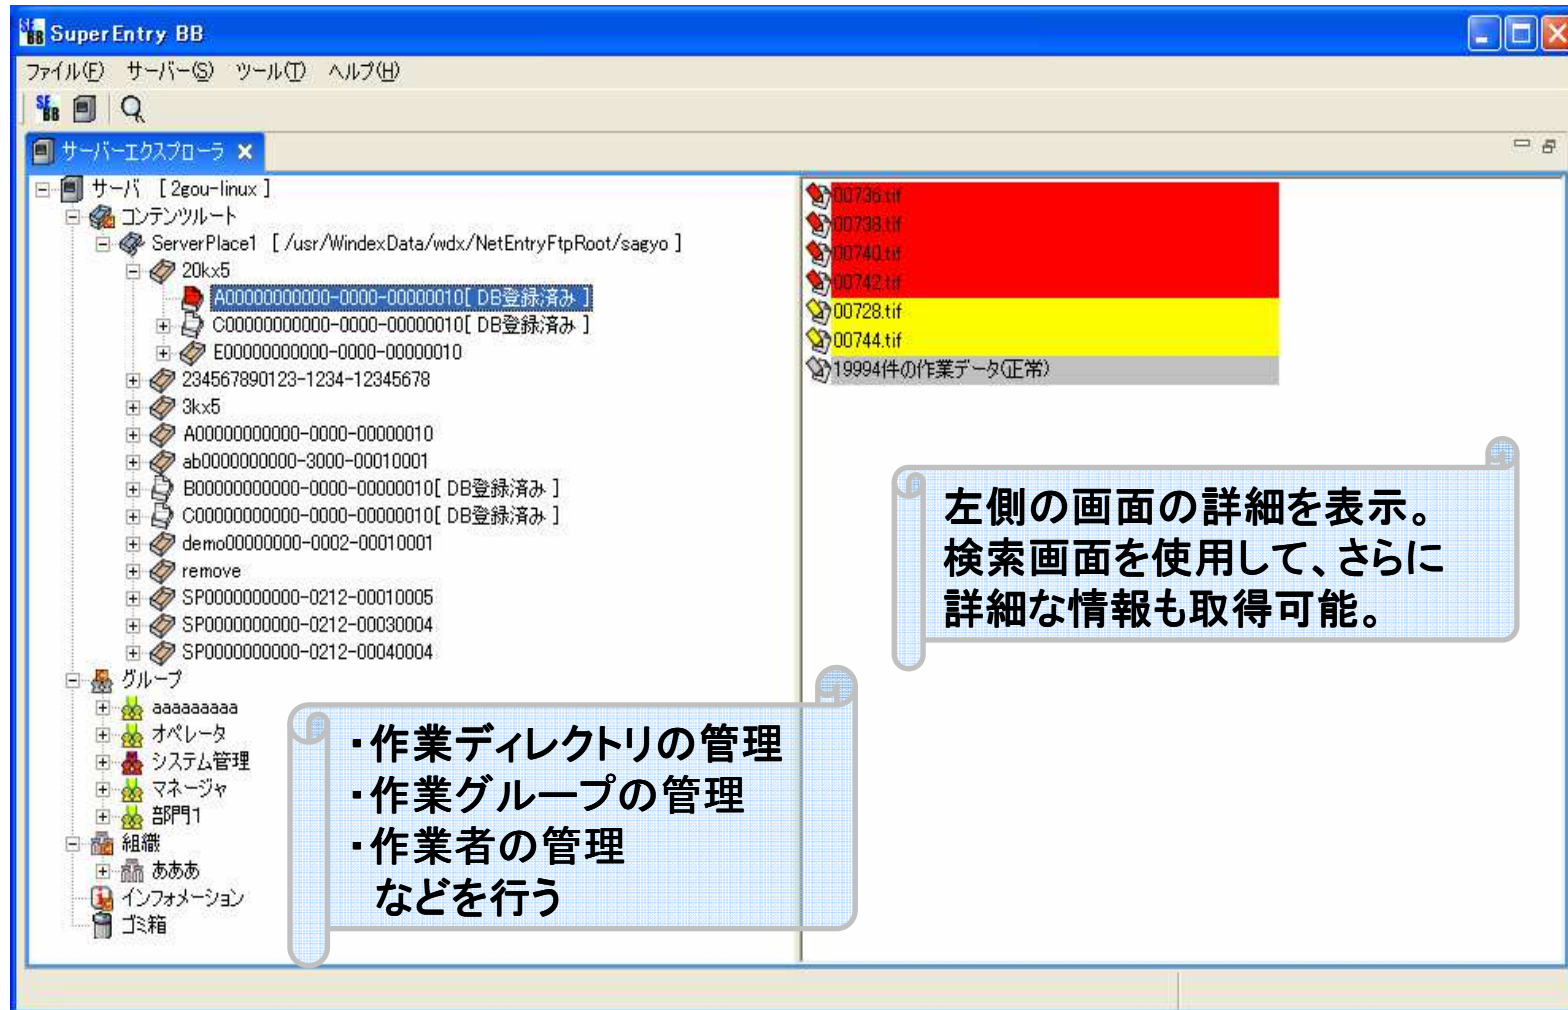 SuperEntry BB
ファイル(F) サーバー(S) ツール(T) ヘルプ(H)
サーバーエクスプローラ
サーバ [ 2gou-linux ]
コンテンツルート
ServerPlace1 [ /usr/WindexData/wdx/NetEntryFtpRoot/sagyo ]
20kx5
A00000000000-0000-00000010[ DB登録済み ]
C00000000000-0000-00000010[ DB登録済み ]
E00000000000-0000-00000010
234567890123-1234-12345678
3kx5
A00000000000-0000-00000010
ab0000000000-3000-00010001
B00000000000-0000-00000010[ DB登録済み ]
C00000000000-0000-00000010[ DB登録済み ]
demo00000000-0002-00010001
remove
SP0000000000-0212-00010005
SP0000000000-0212-00030004
SP0000000000-0212-00040004
グループ
aaaaaaaaa
オペレータ
システム管理
マネージャ
部門1
組織
あああ
インフォメーション
ゴミ箱
00736.tif
00738.tif
00740.tif
00742.tif
00728.tif
00744.tif
19994件の作業データ(正常)
左側の画面の詳細を表示。
検索画面を使用して、さらに
詳細な情報も取得可能。
・作業ディレクトリの管理
・作業グループの管理
・作業者の管理
などを行う